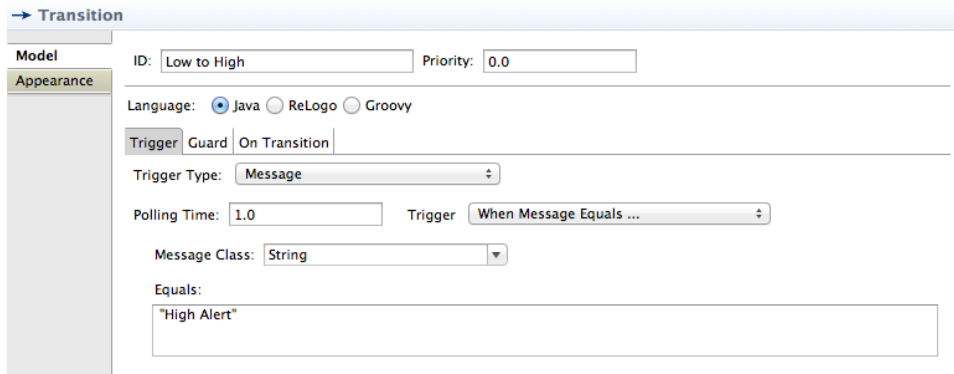 Transition
Model
Appearance
ID: Low to High Priority: 0.0
Language: Java ReLogo Groovy
Trigger Guard On Transition
Trigger Type: Message
Polling Time: 1.0 Trigger When Message Equals ...
Message Class: String
Equals:
"High Alert"